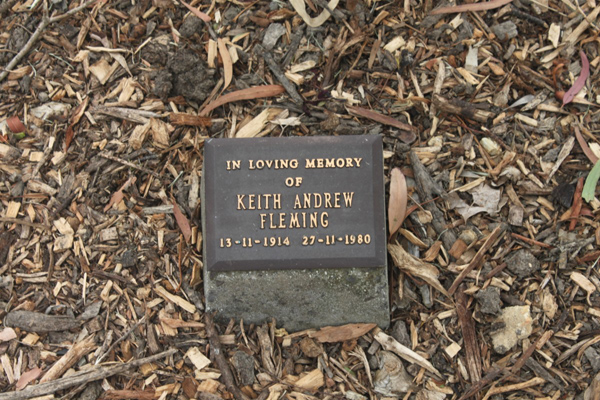 IN LOVING MEMORY
OF
KEITH ANDREW
FLEMING
13-11-1914 27-11-1980